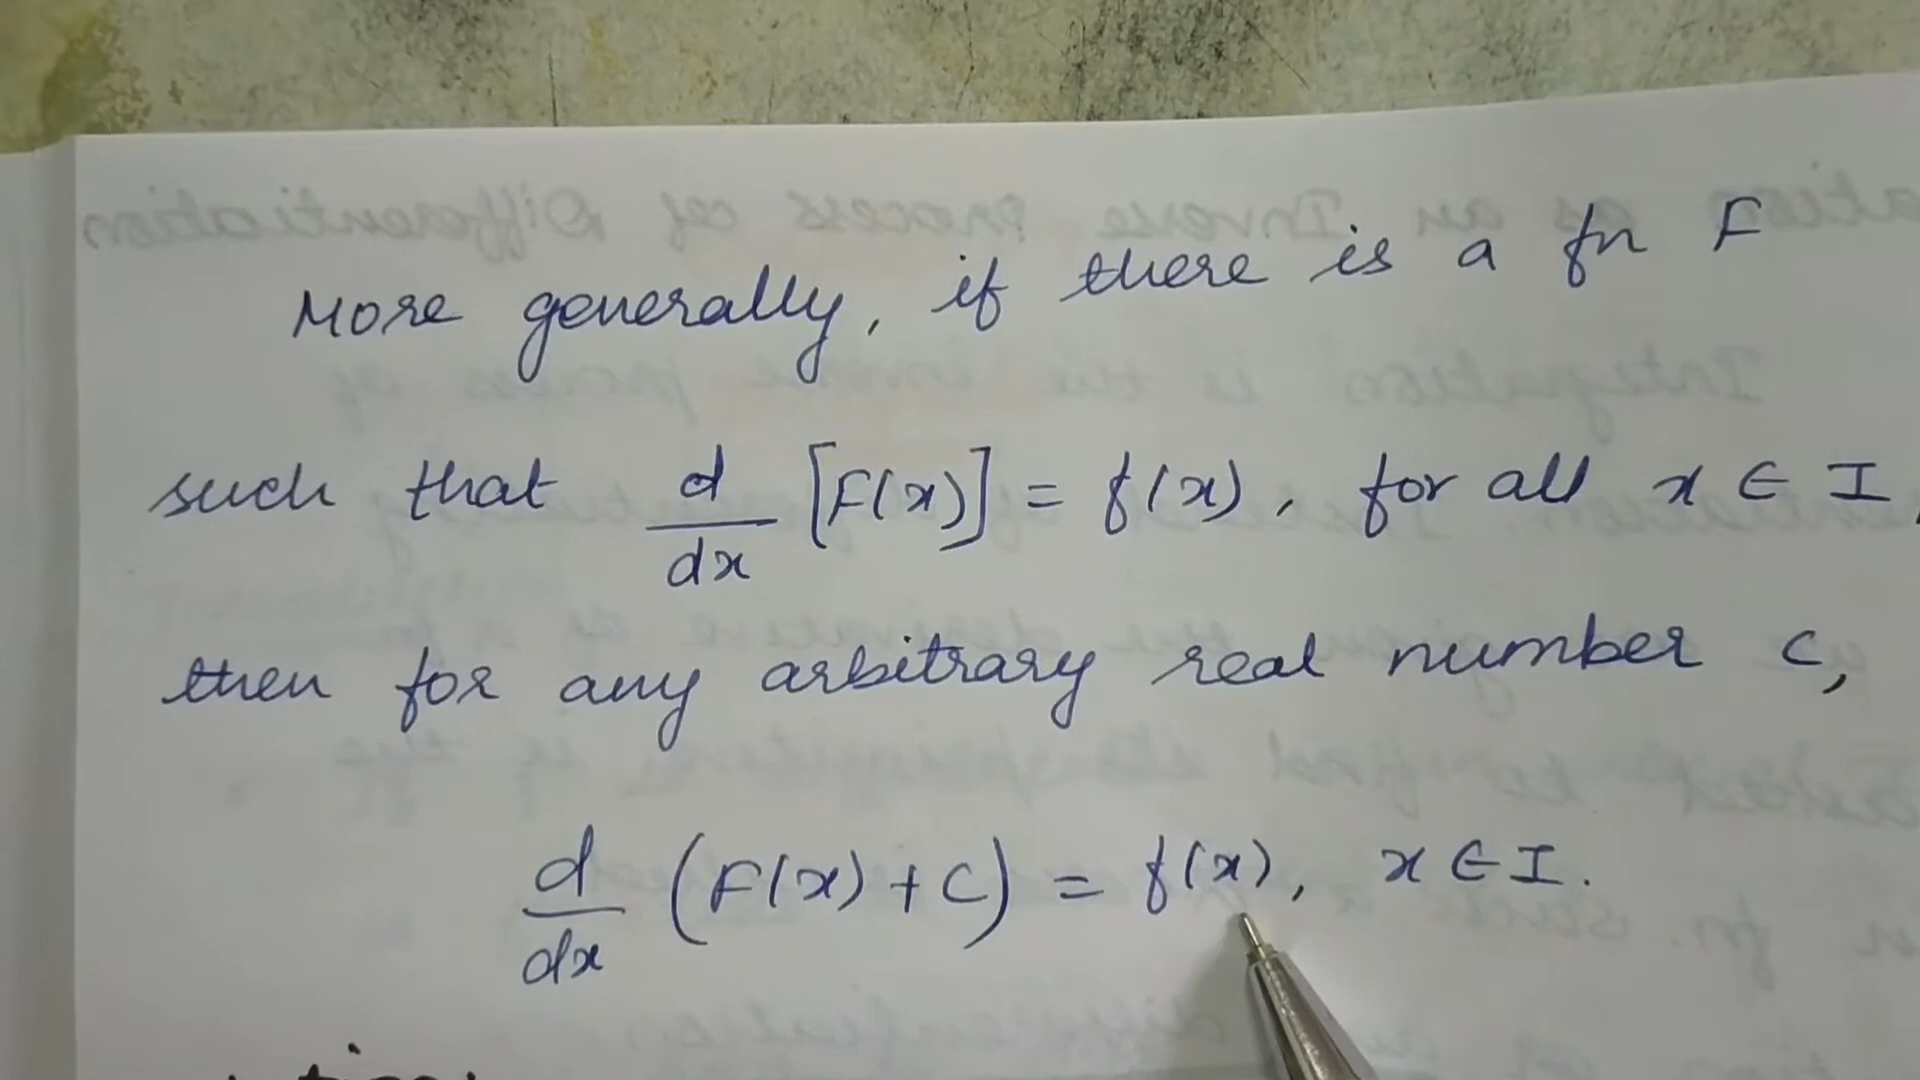 More generally, if there is a fn F
such that d/dx [F(x)] = f(x), for all x ∈ I,
then for any arbitrary real number C,
d/dx (F(x) + C) = f(x), x ∈ I.